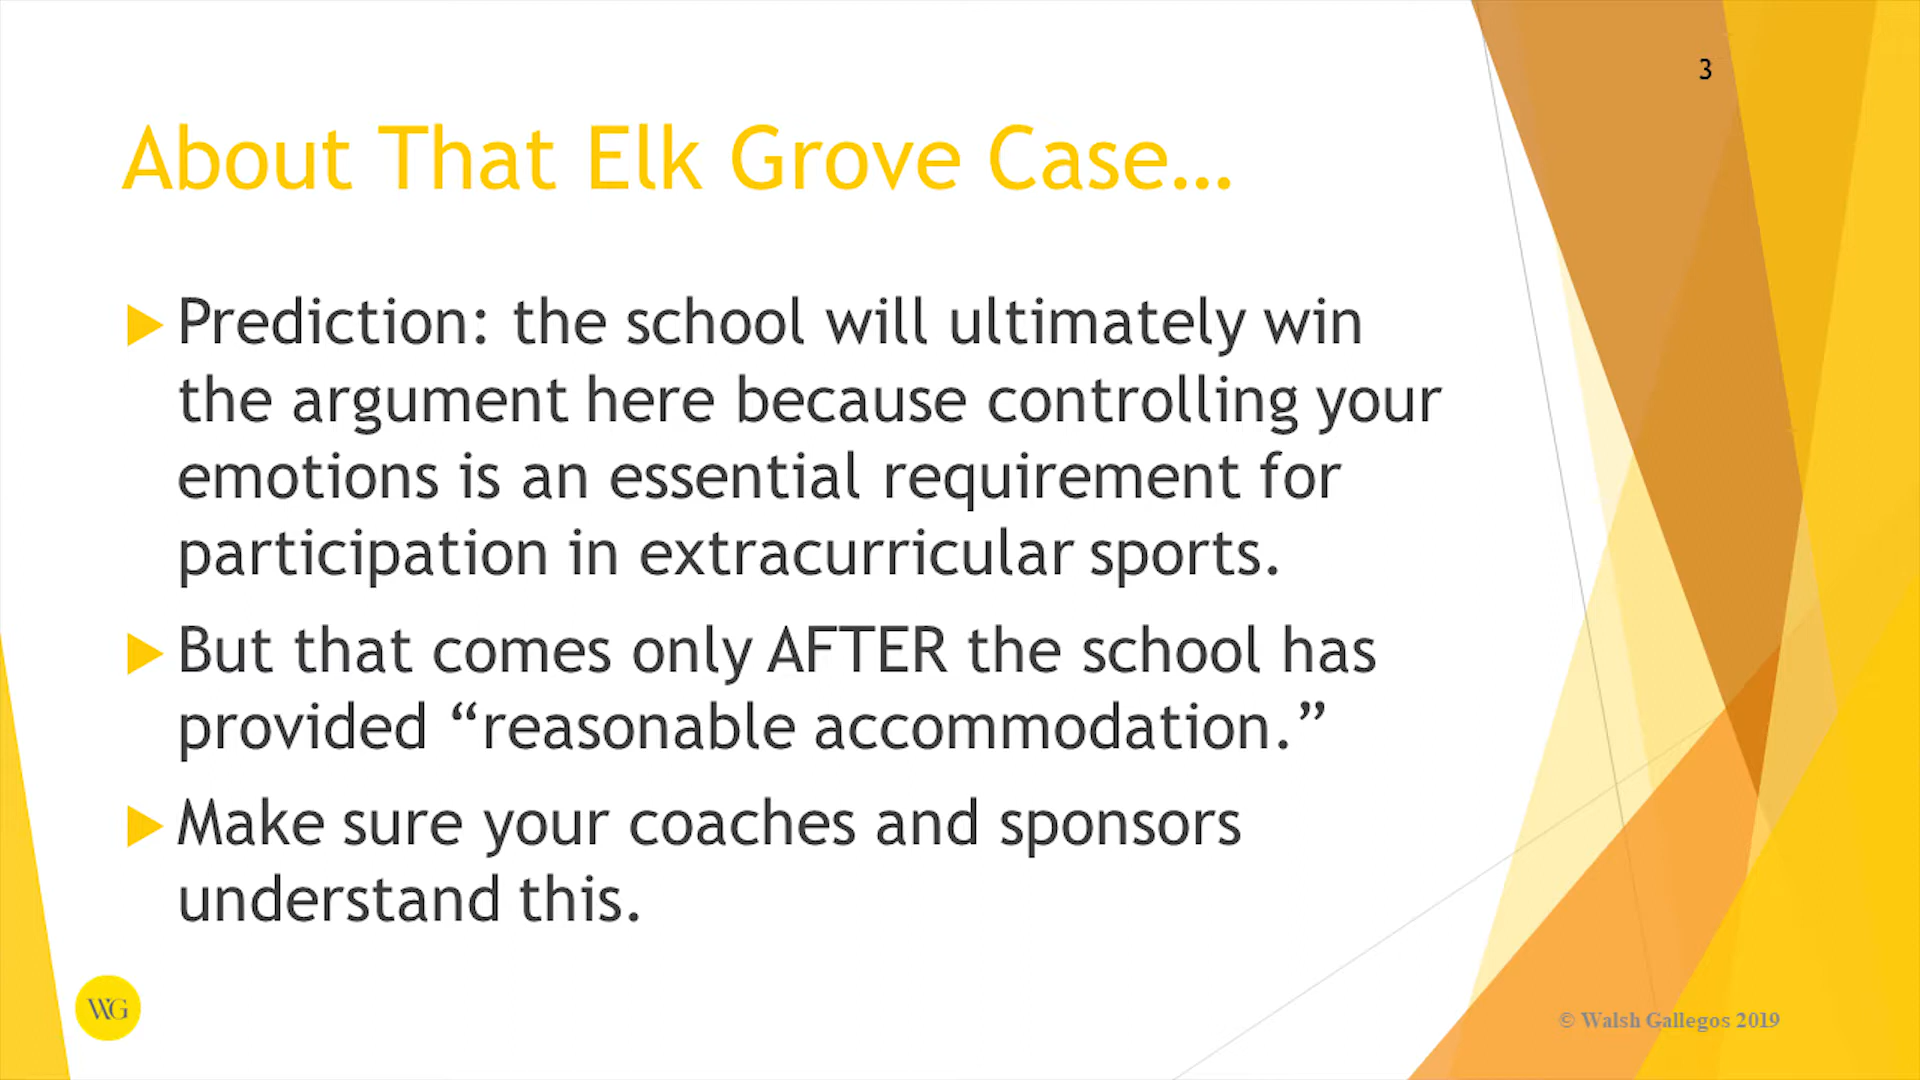 3
About That Elk Grove Case…
Prediction: the school will ultimately win
the argument here because controlling your
emotions is an essential requirement for
participation in extracurricular sports.
But that comes only AFTER the school has
provided “reasonable accommodation.”
Make sure your coaches and sponsors
understand this.
WG
© Walsh Gallegos 2019